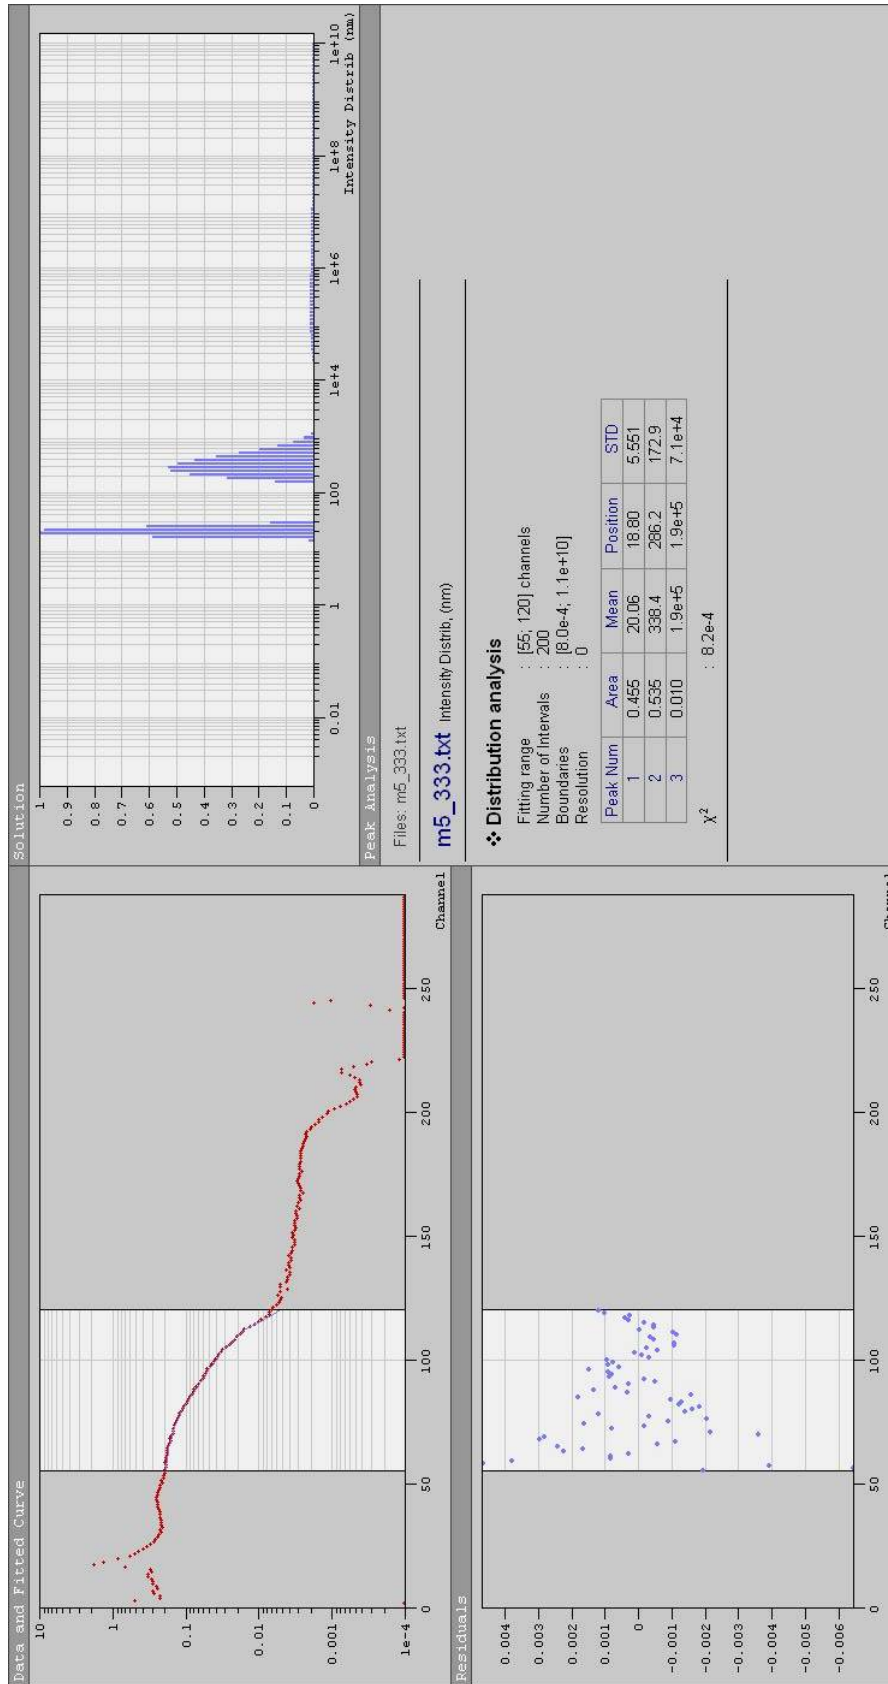 Data and Fitted Curve
10
1
0.1
0.01
0.001
1e-4
0
50
100
150
200
250
Channel
Residuals
0.004
0.003
0.002
0.001
0
-0.001
-0.002
-0.003
-0.004
-0.005
-0.006
0
50
100
150
200
250
Channel
Solution
1
0.9
0.8
0.7
0.6
0.5
0.4
0.3
0.2
0.1
0
0.01
1
100
1e+4
1e+6
1e+8
1e+10
Intensity Distrib (nm)
Peak Analysis
Filles: m5_333.txt
m5_333.txt Intensity Distrib, (nm)
❖ Distribution analysis
Fitting range : [55; 120] channels
Number of Intervals : 200
Boundaries : [8.0e-4; 1.1e+10]
Resolution : 0
Peak Num Area Mean Position STD
1 0.455 20.06 18.80 5.551
2 0.535 338.4 286.2 172.9
3 0.010 1.9e+5 1.9e+5 7.1e+4
χ² : 8.2e-4